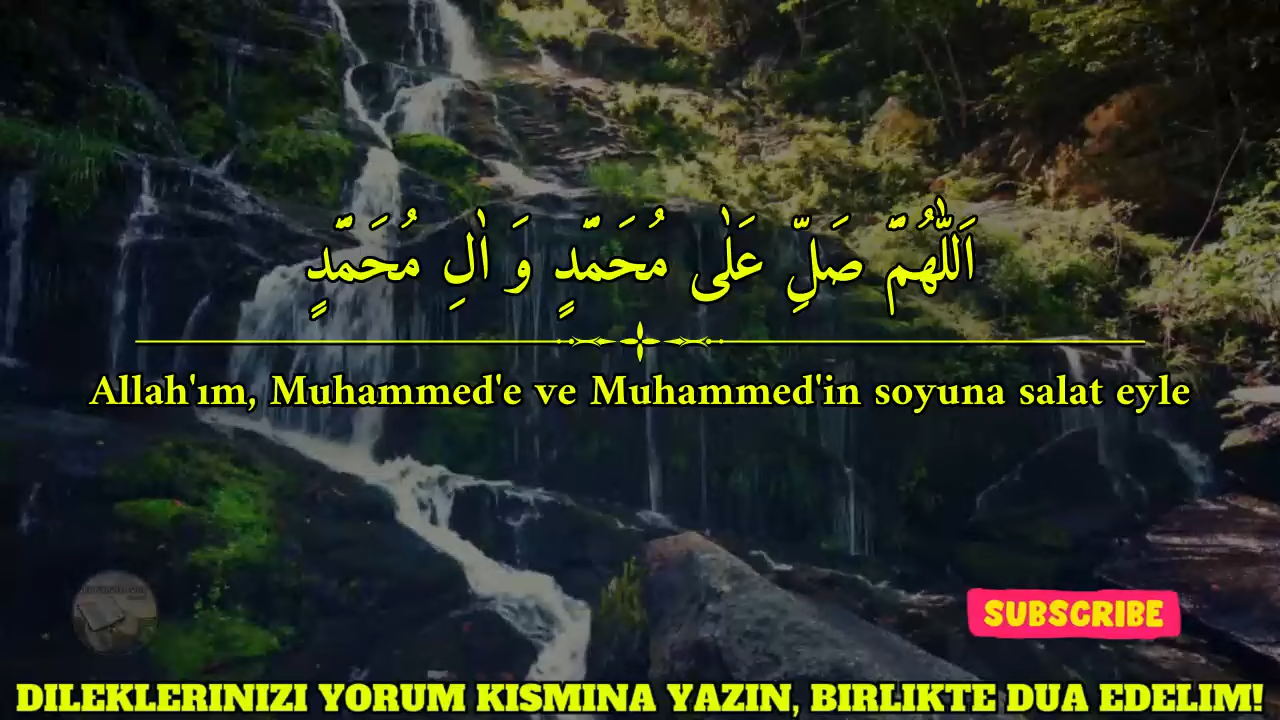 اَللّٰهُمَّ صَلِّ عَلٰى مُحَمَّدٍ وَ اٰلِ مُحَمَّدٍ
Allah'ım, Muhammed'e ve Muhammed'in soyuna salat eyle
SUBSCRIBE
DILEKLERINIZI YORUM KISMINA YAZIN, BIRLIKTE DUA EDELIM!